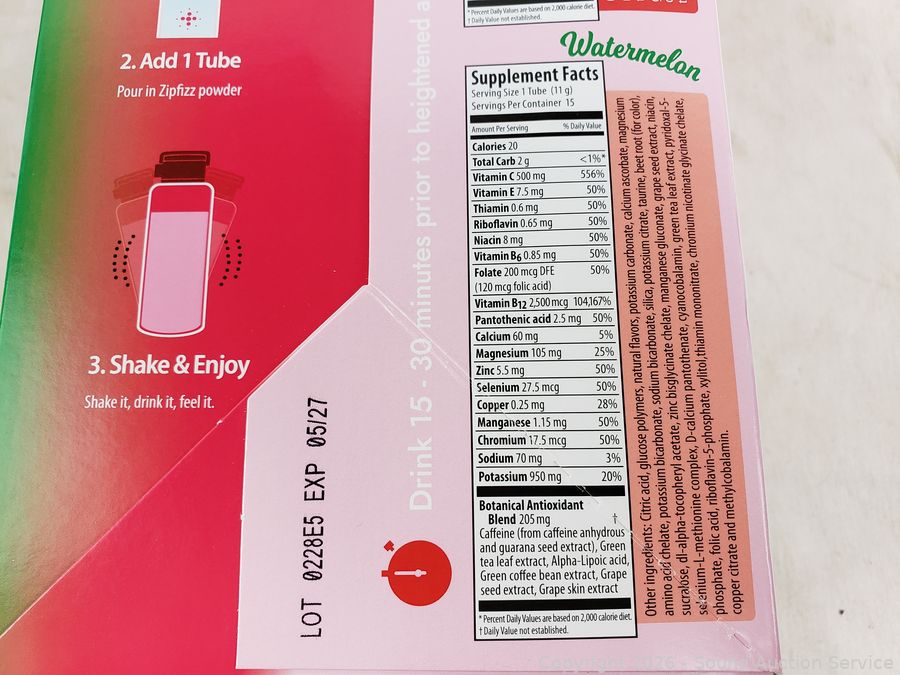 2. Add 1 Tube
Pour in Zipfizz powder
3. Shake & Enjoy
Shake it, drink it, feel it.
LOT 0228E5 EXP 05/27
Drink 15 - 30 minutes prior to heightened a
* Percent Daily Values are based on 2,000 calorie diet.
† Daily Value not established.
Watermelon
Supplement Facts
Serving Size 1 Tube (11 g)
Servings Per Container 15
Amount Per Serving % Daily Value
Calories 20
Total Carb 2 g <1%*
Vitamin C 500 mg 556%
Vitamin E 7.5 mg 50%
Thiamin 0.6 mg 50%
Riboflavin 0.65 mg 50%
Niacin 8 mg 50%
Vitamin B6 0.85 mg 50%
Folate 200 mcg DFE 50%
(120 mcg folic acid)
Vitamin B12 2,500 mcg 104,167%
Pantothenic acid 2.5 mg 50%
Calcium 60 mg 5%
Magnesium 105 mg 25%
Zinc 5.5 mg 50%
Selenium 27.5 mcg 50%
Copper 0.25 mg 28%
Manganese 1.15 mg 50%
Chromium 17.5 mcg 50%
Sodium 70 mg 3%
Potassium 950 mg 20%
Botanical Antioxidant
Blend 205 mg †
Caffeine (from caffeine anhydrous
and guarana seed extract), Green
tea leaf extract, Alpha-Lipoic acid,
Green coffee bean extract, Grape
seed extract, Grape skin extract
* Percent Daily Values are based on 2,000 calorie diet.
† Daily Value not established.
Other ingredients: Citric acid, glucose polymers, natural flavors, potassium carbonate, calcium ascorbate, magnesium
amino acid chelate, potassium bicarbonate, sodium bicarbonate, silica, potassium citrate, taurine, beet root (for color),
sucralose, dl-alpha-tocopheryl acetate, zinc bisglycinate chelate, manganese gluconate, grape seed extract, niacin,
selenium-L-methionine complex, D-calcium pantothenate, cyanocobalamin, green tea leaf extract, pyridoxal-5-
phosphate, folic acid, riboflavin-5-phosphate, xylitol, thiamin mononitrate, chromium nicotinate glycinate chelate,
copper citrate and methylcobalamin.
Copyright 2026 - Sound Auction Service